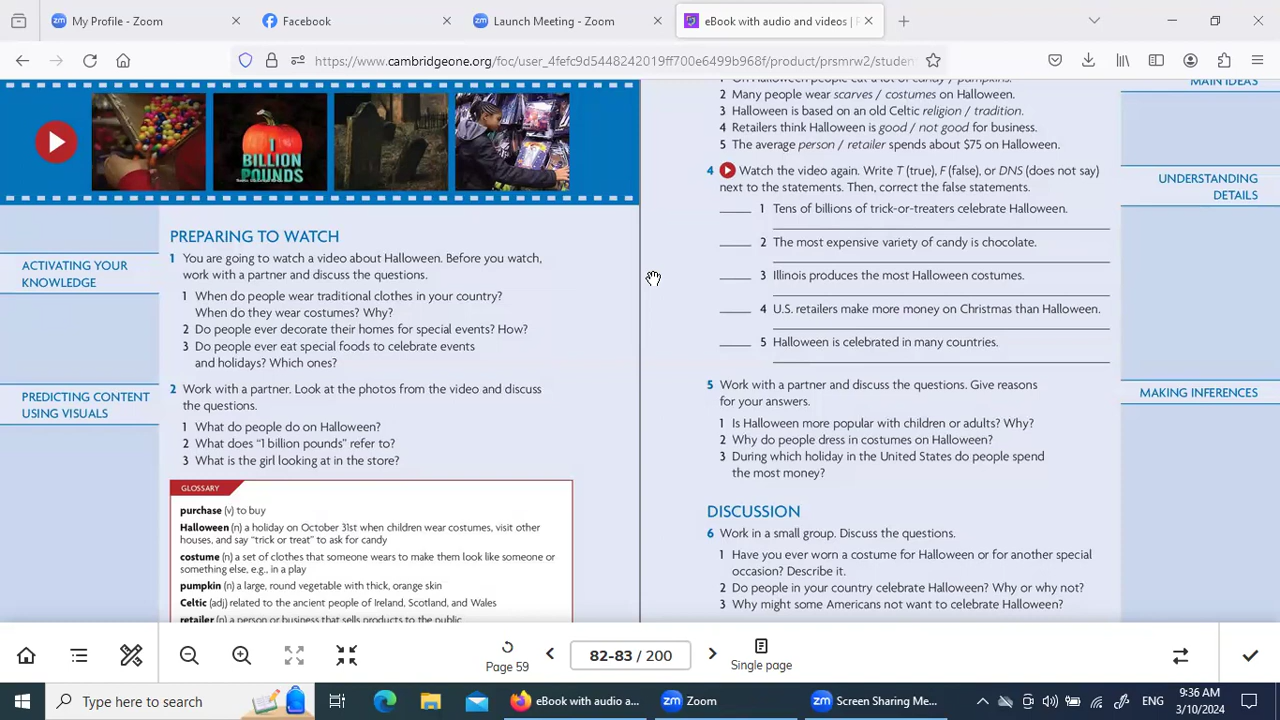 My Profile - Zoom
Facebook
Launch Meeting - Zoom
eBook with audio and videos | P
https://www.cambridgeone.org/foc/user_4fefc9d5448242019ff700e6499b968f/product/prsmrw2/studen
1 BILLION POUNDS
PREPARING TO WATCH
ACTIVATING YOUR KNOWLEDGE
1 You are going to watch a video about Halloween. Before you watch,
work with a partner and discuss the questions.
1 When do people wear traditional clothes in your country?
When do they wear costumes? Why?
2 Do people ever decorate their homes for special events? How?
3 Do people ever eat special foods to celebrate events
and holidays? Which ones?
PREDICTING CONTENT USING VISUALS
2 Work with a partner. Look at the photos from the video and discuss
the questions.
1 What do people do on Halloween?
2 What does "1 billion pounds" refer to?
3 What is the girl looking at in the store?
GLOSSARY
purchase (v) to buy
Halloween (n) a holiday on October 31st when children wear costumes, visit other
houses, and say "trick or treat" to ask for candy
costume (n) a set of clothes that someone wears to make them look like someone or
something else, e.g., in a play
pumpkin (n) a large, round vegetable with thick, orange skin
Celtic (adj) related to the ancient people of Ireland, Scotland, and Wales
retailer (n) a person or business that sells products to the public
1 On Halloween people eat a lot of candy / pumpkins.
MAIN IDEAS
2 Many people wear scarves / costumes on Halloween.
3 Halloween is based on an old Celtic religion / tradition.
4 Retailers think Halloween is good / not good for business.
5 The average person / retailer spends about $75 on Halloween.
4 Watch the video again. Write T (true), F (false), or DNS (does not say)
next to the statements. Then, correct the false statements.
UNDERSTANDING DETAILS
1 Tens of billions of trick-or-treaters celebrate Halloween.
2 The most expensive variety of candy is chocolate.
3 Illinois produces the most Halloween costumes.
4 U.S. retailers make more money on Christmas than Halloween.
5 Halloween is celebrated in many countries.
5 Work with a partner and discuss the questions. Give reasons
for your answers.
MAKING INFERENCES
1 Is Halloween more popular with children or adults? Why?
2 Why do people dress in costumes on Halloween?
3 During which holiday in the United States do people spend
the most money?
DISCUSSION
6 Work in a small group. Discuss the questions.
1 Have you ever worn a costume for Halloween or for another special
occasion? Describe it.
2 Do people in your country celebrate Halloween? Why or why not?
3 Why might some Americans not want to celebrate Halloween?
Page 59
82-83 / 200
Single page
Type here to search
eBook with audio a...
Zoom
Screen Sharing Me...
ENG
9:36 AM
3/10/2024